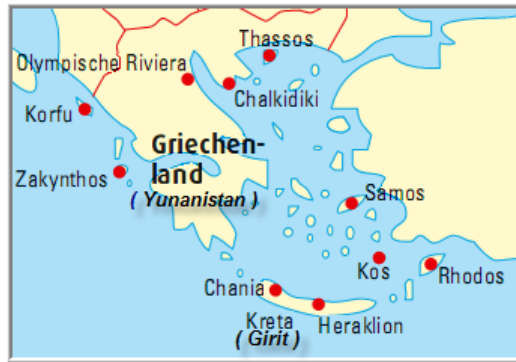 Thassos
Olympische Riviera
Chalkidiki
Korfu
Griechen-
land
( Yunanistan )
Zakynthos
Samos
Kos
Rhodos
Chania
Kreta
( Girit )
Heraklion